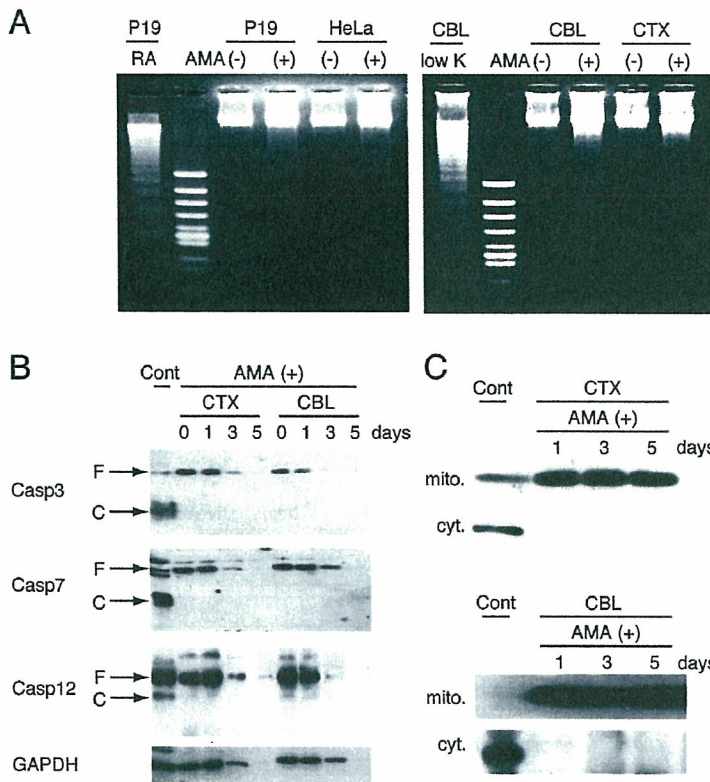 A
P19 P19 HeLa CBL CBL CTX
RA AMA (-) (+) (-) (+) low K AMA (-) (+) (-) (+)
B
Cont AMA (+)
CTX CBL
0 1 3 5 0 1 3 5 days
Casp3 F
C
Casp7 F
C
Casp12 F
C
GAPDH
C
Cont CTX
AMA (+)
1 3 5 days
mito.
cyt.
Cont CBL
AMA (+)
1 3 5 days
mito.
cyt.